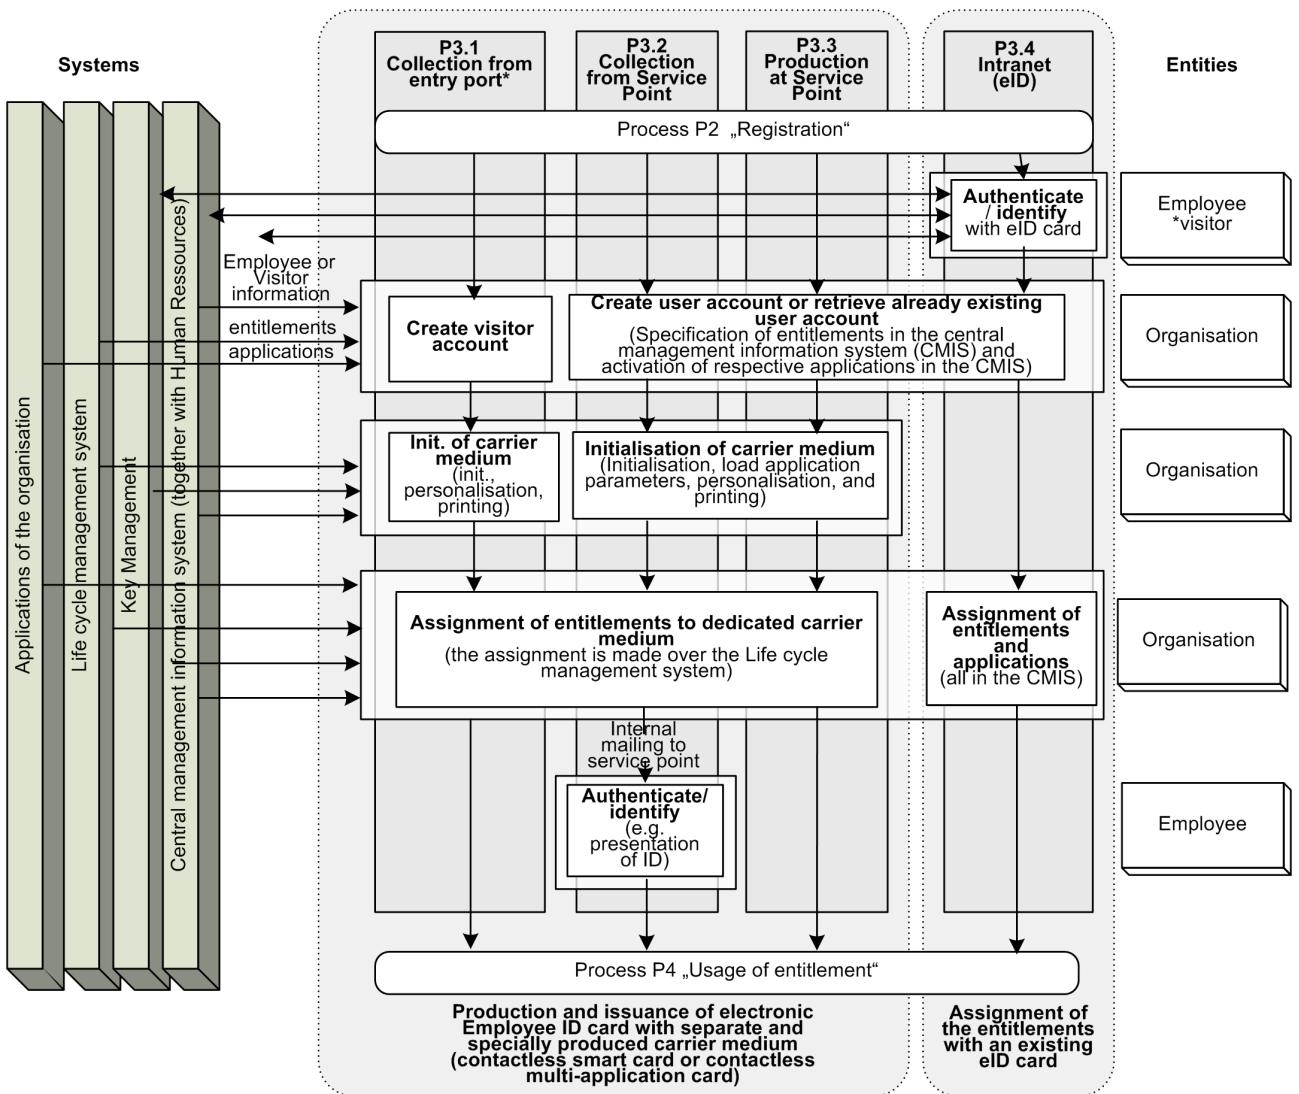 Systems
P3.1
Collection from
entry port*
P3.2
Collection
from Service
Point
P3.3
Production
at Service
Point
P3.4
Intranet
(eID)
Entities
Process P2 „Registration“
Authenticate
/ identify
with eID card
Employee
*visitor
Employee or
Visitor
information
entitlements
applications
Create visitor
account
Create user account or retrieve already existing
user account
(Specification of entitlements in the central
management information system (CMIS) and
activation of respective applications in the CMIS)
Organisation
Applications of the organisation
Life cycle management system
Key Management
Central management information system (together with Human Ressources)
Init. of carrier
medium
(init.,
personalisation,
printing)
Initialisation of carrier medium
(Initialisation, load application
parameters, personalisation, and
printing)
Organisation
Assignment of entitlements to dedicated carrier
medium
(the assignment is made over the Life cycle
management system)
Assignment of
entitlements
and
applications
(all in the CMIS)
Organisation
Internal
mailing to
service point
Authenticate/
identify
(e.g.
presentation
of ID)
Employee
Process P4 „Usage of entitlement“
Production and issuance of electronic
Employee ID card with separate and
specially produced carrier medium
(contactless smart card or contactless
multi-application card)
Assignment of
the entitlements
with an existing
eID card